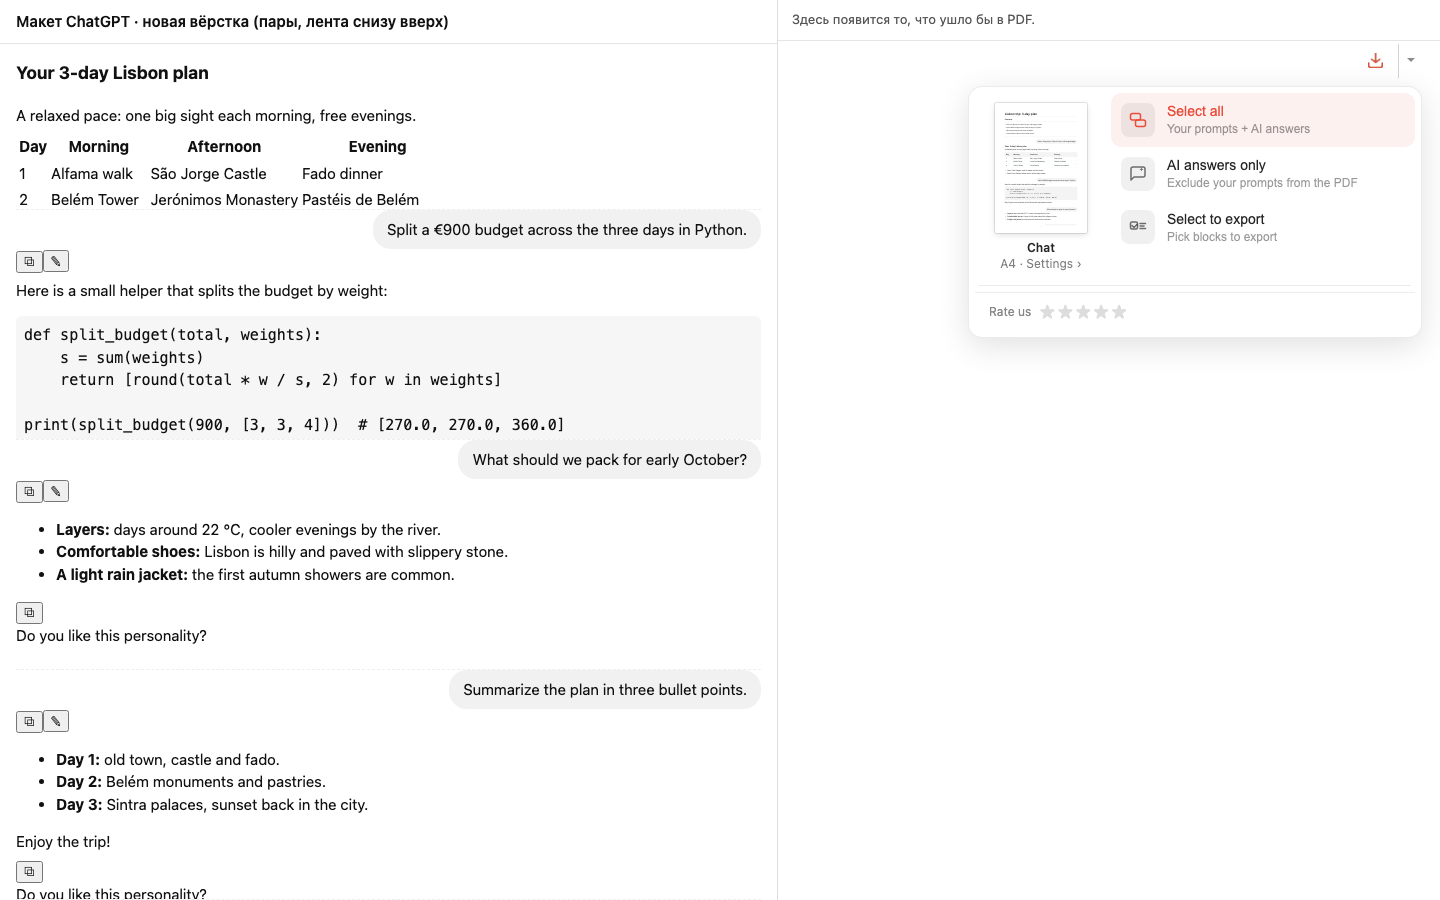 Макет ChatGPT · новая вёрстка (пары, лента снизу вверх)
Your 3-day Lisbon plan
A relaxed pace: one big sight each morning, free evenings.
Day Morning Afternoon Evening
1 Alfama walk São Jorge Castle Fado dinner
2 Belém Tower Jerónimos Monastery Pastéis de Belém
Split a €900 budget across the three days in Python.
Here is a small helper that splits the budget by weight:
def split_budget(total, weights):
    s = sum(weights)
    return [round(total * w / s, 2) for w in weights]
print(split_budget(900, [3, 3, 4]))  # [270.0, 270.0, 360.0]
What should we pack for early October?
• Layers: days around 22 °C, cooler evenings by the river.
• Comfortable shoes: Lisbon is hilly and paved with slippery stone.
• A light rain jacket: the first autumn showers are common.
Do you like this personality?
Summarize the plan in three bullet points.
• Day 1: old town, castle and fado.
• Day 2: Belém monuments and pastries.
• Day 3: Sintra palaces, sunset back in the city.
Enjoy the trip!
Do you like this personality?
Здесь появится то, что ушло бы в PDF.
Chat
A4 · Settings ›
Select all
Your prompts + AI answers
AI answers only
Exclude your prompts from the PDF
Select to export
Pick blocks to export
Rate us